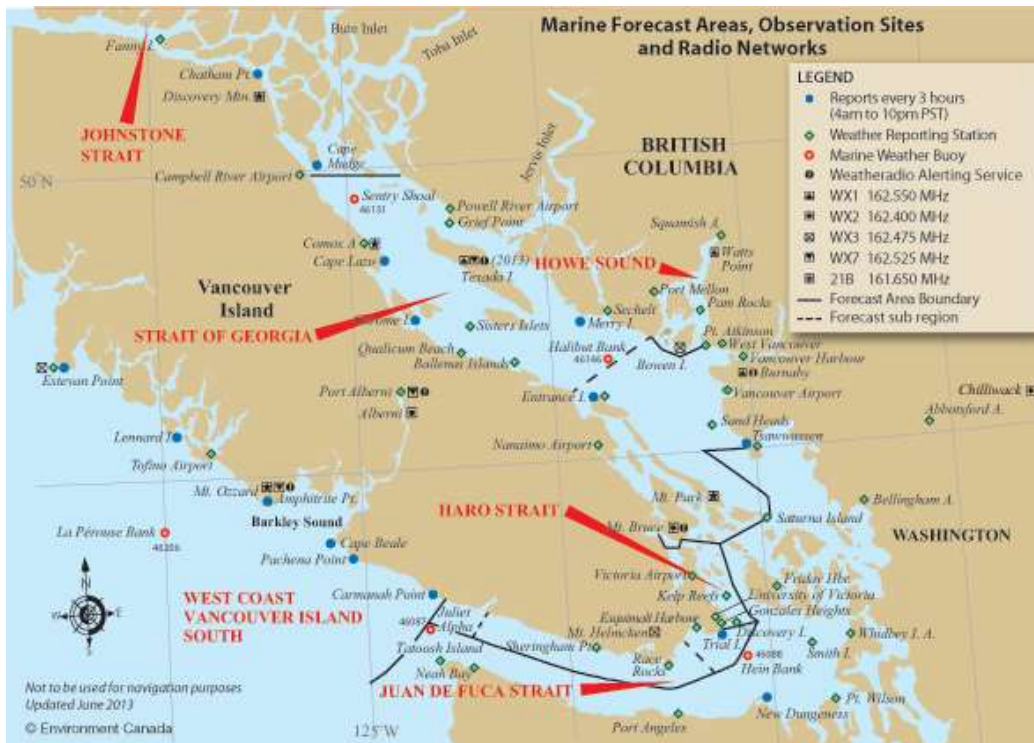 Marine Forecast Areas, Observation Sites
and Radio Networks
LEGEND
Reports every 3 hours
(4am to 10pm PST)
Weather Reporting Station
Marine Weather Buoy
Weatheradio Alerting Service
WX1 162.550 MHz
WX2 162.400 MHz
WX3 162.475 MHz
WX7 162.525 MHz
21B 161.650 MHz
Forecast Area Boundary
Forecast sub region
Fanny I.
Bute Inlet
Toba Inlet
Chatham Pt.
Discovery Mtn.
JOHNSTONE
STRAIT
Jervis Inlet
BRITISH
COLUMBIA
Cape
Mudge
50°N
Campbell River Airport
Sentry Shoal
46131
Powell River Airport
Grief Point
Squamish A.
Comox A
Cape Lazo
(2013)
Texada I.
Watts
Point
HOWE SOUND
Port Mellon
Vancouver
Island
Sechelt
Pam Rocks
STRAIT OF GEORGIA
Sisters Islets
Merry I.
Pt. Atkinson
West Vancouver
Qualicum Beach
Ballenas Islands
Halibut Bank
46146
Bowen I.
Vancouver Harbour
Burnaby
Estevan Point
Port Alberni
Alberni
Entrance I.
Vancouver Airport
Chilliwack
Abbotsford A.
Sand Heads
Tsawwassen
Lennard I.
Nanaimo Airport
Tofino Airport
Mt. Ozzard
Amphitrite Pt.
Mt. Park
Bellingham A.
HARO STRAIT
Barkley Sound
Mt. Bruce
Saturna Island
WASHINGTON
La Pérouse Bank
46206
Cape Beale
Pachena Point
Victoria Airport
Friday Hbr.
Kelp Reefs
University of Victoria
Gonzales Heights
N
W
E
S
WEST COAST
VANCOUVER ISLAND
SOUTH
Carmanah Point
Juliet
Alpha
46087
Esquimalt Harbour
Mt. Helmcken
Discovery I.
Trial I.
Whidbey I. A.
Smith I.
Tatoosh Island
Sheringham Pt.
46088
Hein Bank
Neah Bay
Race
Rocks
JUAN DE FUCA STRAIT
Pt. Wilson
New Dungeness
Port Angeles
Not to be used for navigation purposes
Updated June 2013
© Environment Canada
125°W